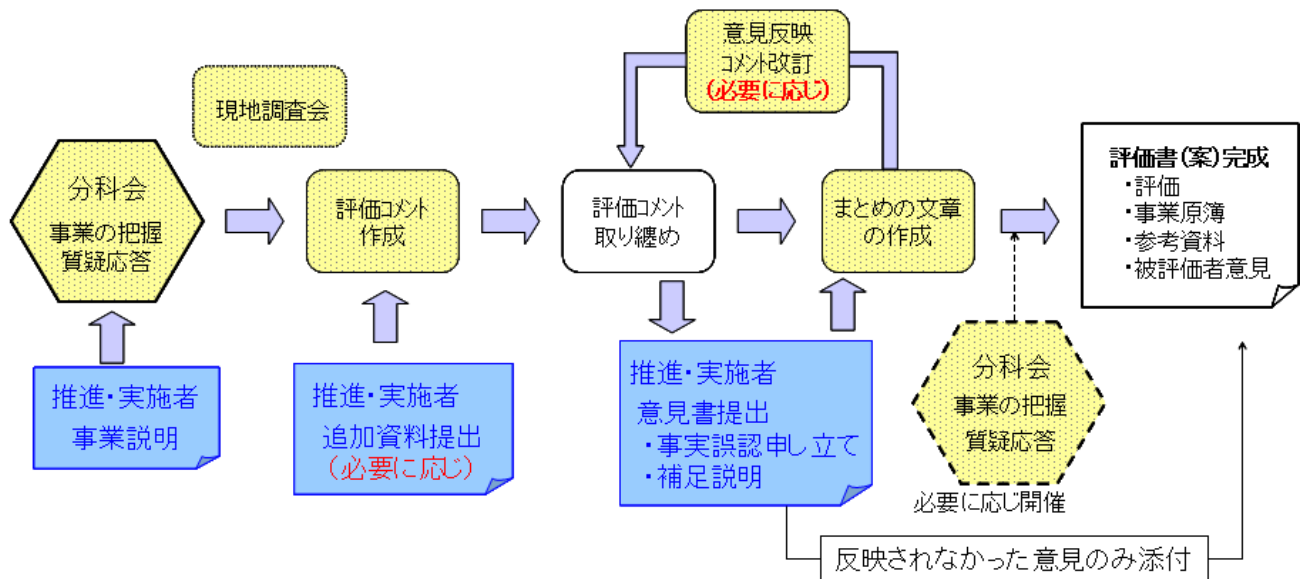 意見反映
コメント改訂
(必要に応じ)
現地調査会
分科会
事業の把握
質疑応答
評価コメント
作成
評価コメント
取り纏め
まとめの文章
の作成
評価書(案)完成
・評価
・事業原簿
・参考資料
・被評価者意見
推進・実施者
事業説明
推進・実施者
追加資料提出
(必要に応じ)
推進・実施者
意見書提出
・事実誤認申し立て
・補足説明
分科会
事業の把握
質疑応答
必要に応じ開催
反映されなかった意見のみ添付